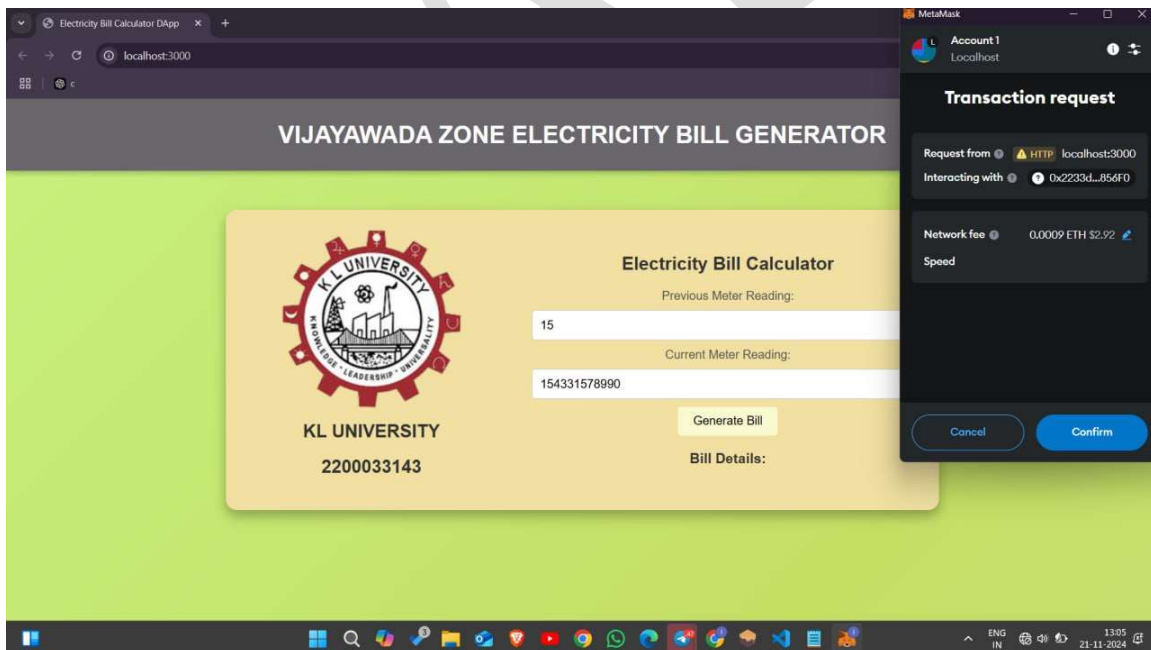 Electricity Bill Calculator DApp
localhost:3000
c
VIJAYAWADA ZONE ELECTRICITY BILL GENERATOR
K L UNIVERSITY
KNOWLEDGE - LEADERSHIP - UNIVERSALITY
KL UNIVERSITY
2200033143
Electricity Bill Calculator
Previous Meter Reading:
15
Current Meter Reading:
154331578990
Generate Bill
Bill Details:
MetaMask
L
Account 1
Localhost
Transaction request
Request from ? HTTP localhost:3000
Interacting with ? ? 0x2233d...856F0
Network fee ? 0.0009 ETH $2.92
Speed
Cancel
Confirm
ENG
IN
13:05
21-11-2024